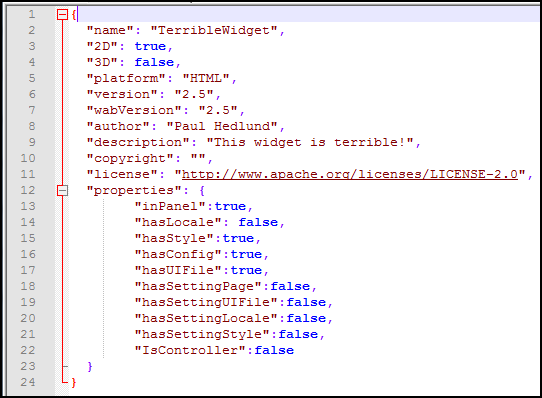 1 {
2 "name": "TerribleWidget",
3 "2D": true,
4 "3D": false,
5 "platform": "HTML",
6 "version": "2.5",
7 "wabVersion": "2.5",
8 "author": "Paul Hedlund",
9 "description": "This widget is terrible!",
10 "copyright": "",
11 "license": "http://www.apache.org/licenses/LICENSE-2.0",
12 "properties": {
13 "inPanel":true,
14 "hasLocale": false,
15 "hasStyle":true,
16 "hasConfig":true,
17 "hasUIFile":true,
18 "hasSettingPage":false,
19 "hasSettingUIFile":false,
20 "hasSettingLocale":false,
21 "hasSettingStyle":false,
22 "IsController":false
23 }
24 }